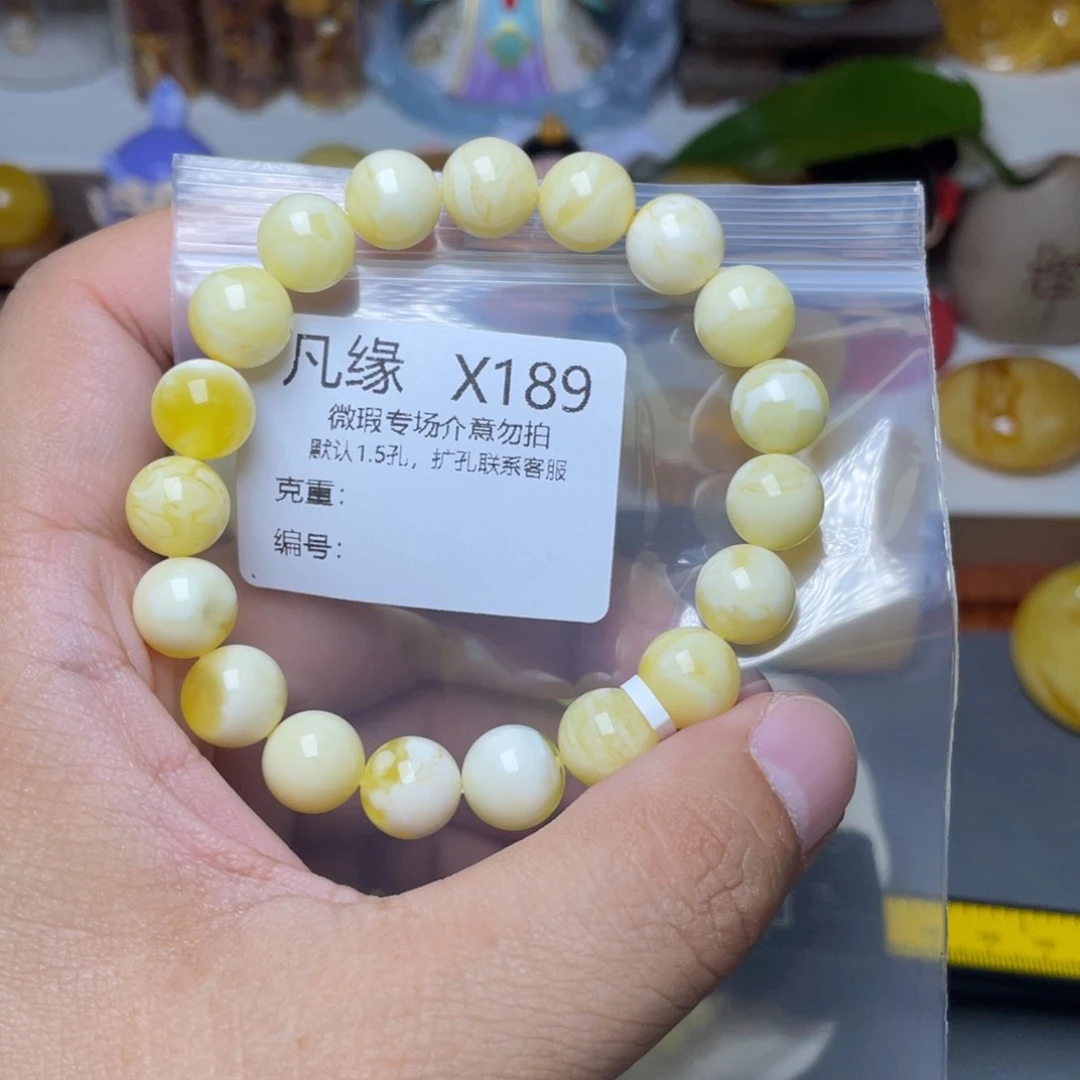 凡缘 X189
微瑕专场介意勿拍
默认1.5孔，扩孔联系客服
克重：
编号：